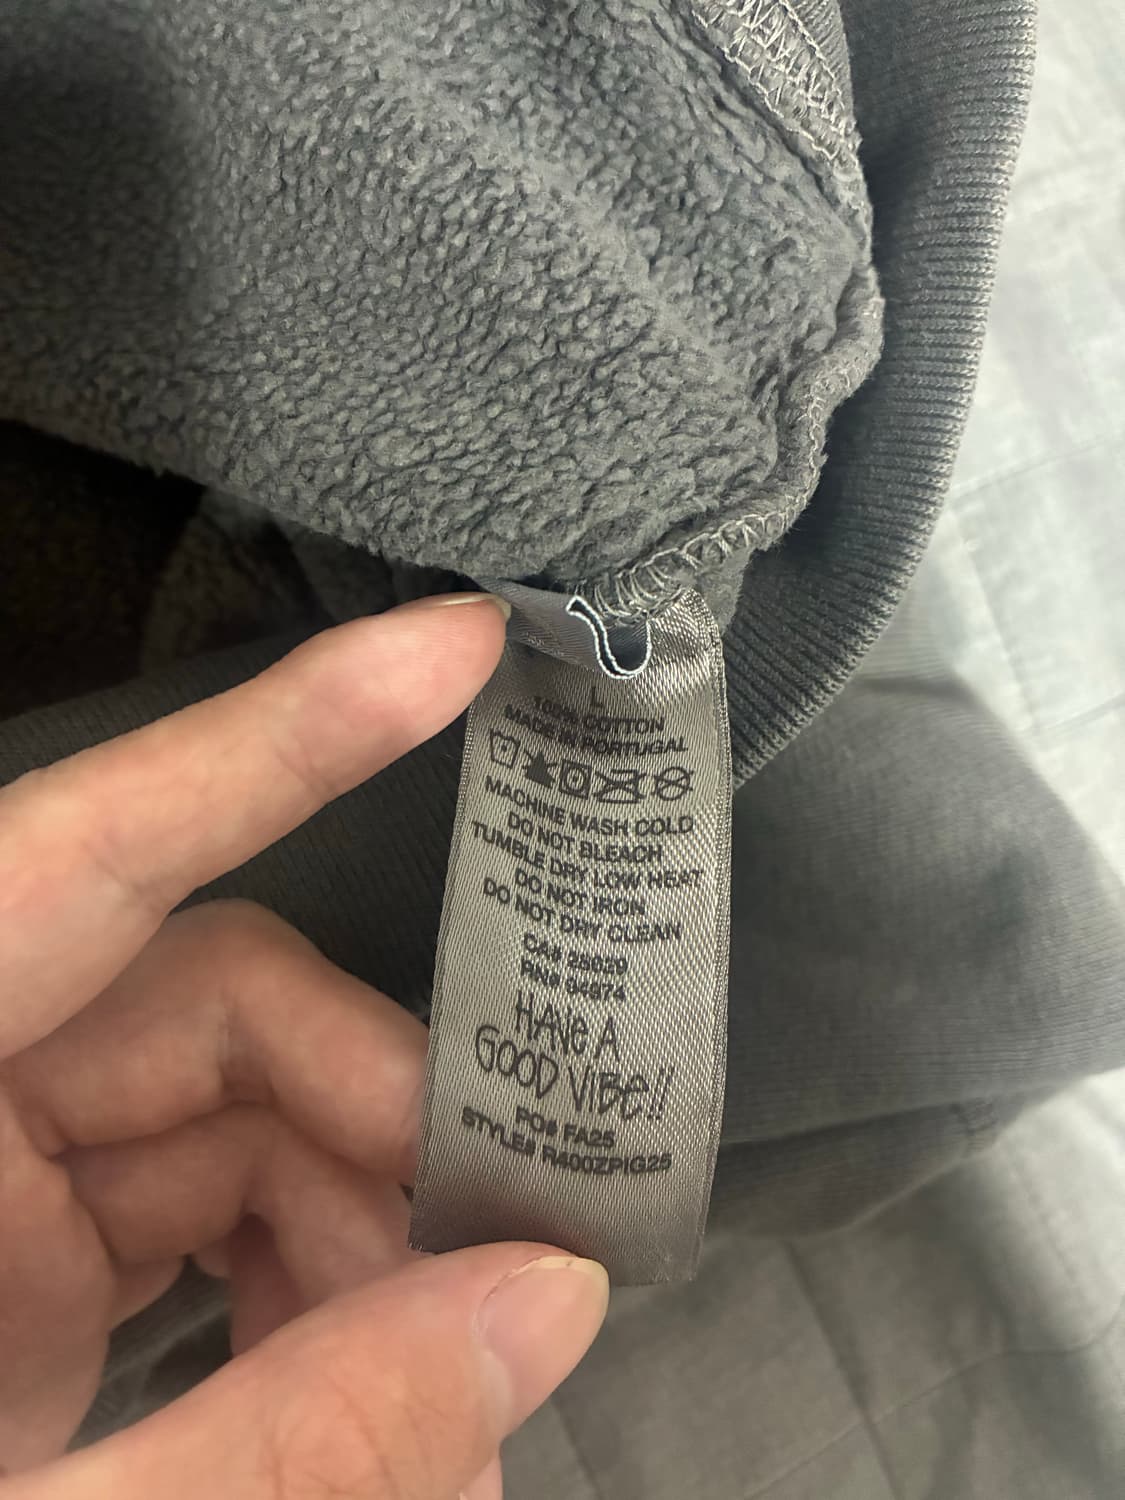 L
100% COTTON
MADE IN PORTUGAL
MACHINE WASH COLD
DO NOT BLEACH
TUMBLE DRY LOW HEAT
DO NOT IRON
DO NOT DRY CLEAN
CA# 28029
RN# 94974
HAVE A
GOOD VIBE!!
PO# FA25
STYLE# R400ZPIG25